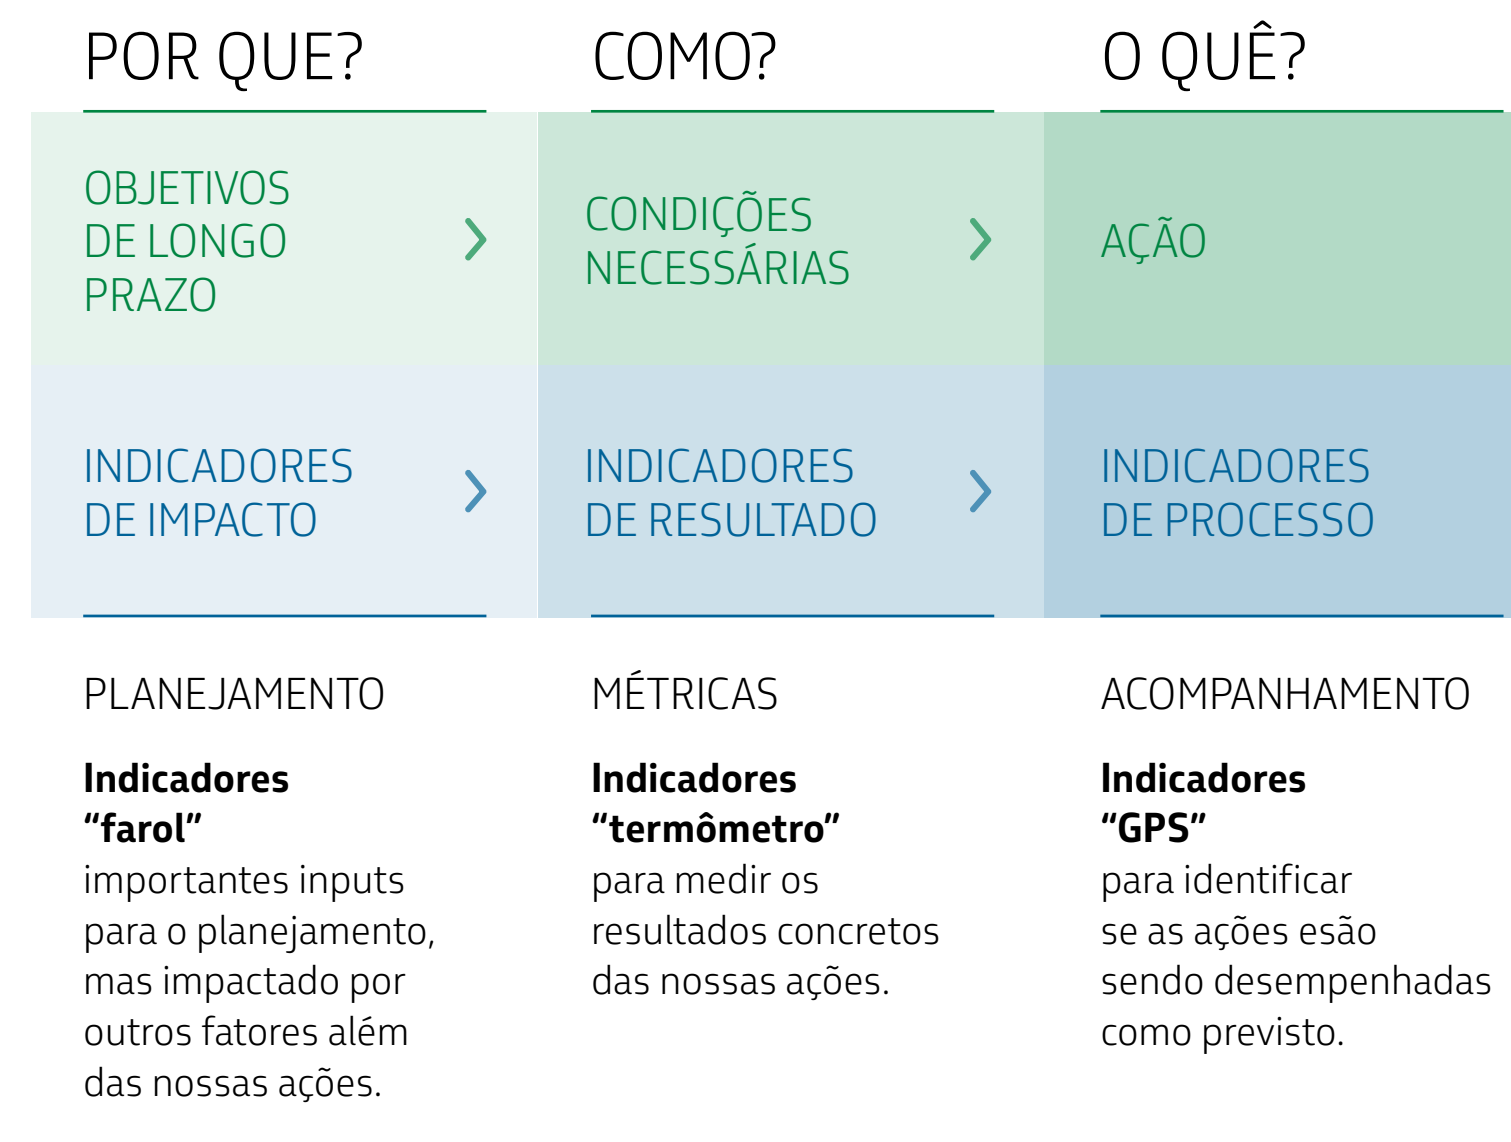 POR QUE?
COMO?
O QUÊ?
OBJETIVOS
DE LONGO
PRAZO
CONDIÇÕES
NECESSÁRIAS
AÇÃO
INDICADORES
DE IMPACTO
INDICADORES
DE RESULTADO
INDICADORES
DE PROCESSO
PLANEJAMENTO
Indicadores
“farol”
importantes inputs
para o planejamento,
mas impactado por
outros fatores além
das nossas ações.
MÉTRICAS
Indicadores
“termômetro”
para medir os
resultados concretos
das nossas ações.
ACOMPANHAMENTO
Indicadores
“GPS”
para identificar
se as ações esão
sendo desempenhadas
como previsto.